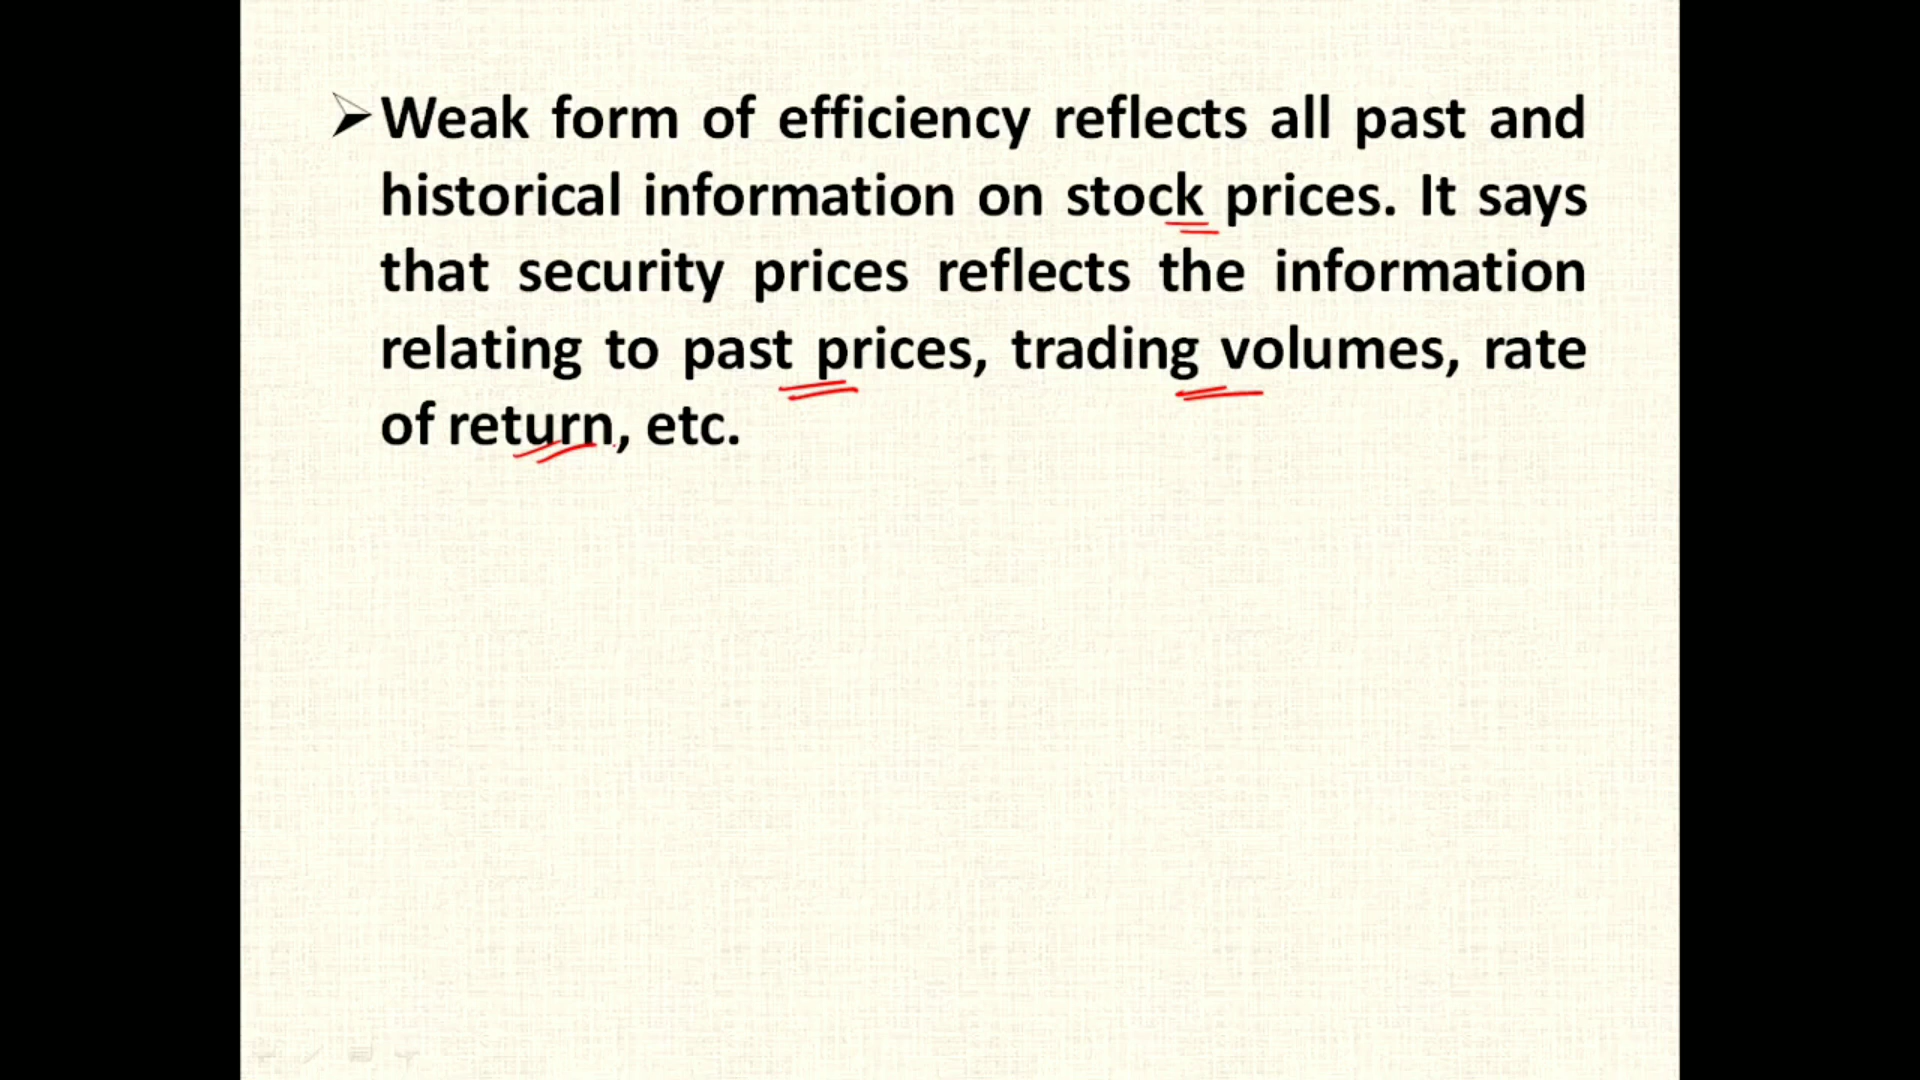 Weak form of efficiency reflects all past and
historical information on stock prices. It says
that security prices reflects the information
relating to past prices, trading volumes, rate
of return, etc.